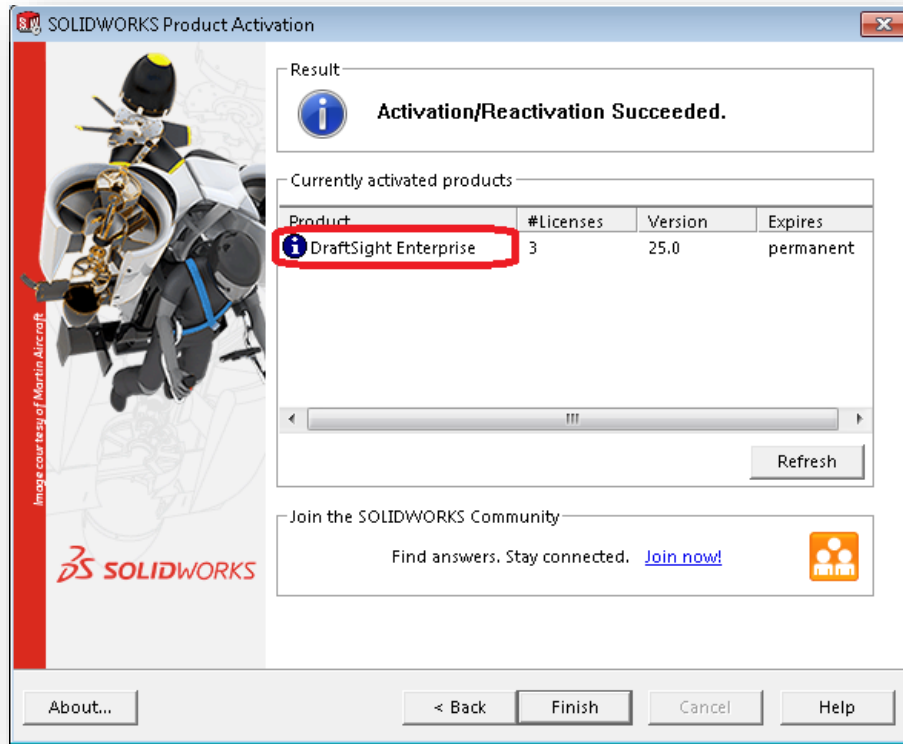 SOLIDWORKS Product Activation
Result
Activation/Reactivation Succeeded.
Currently activated products
Product #Licenses Version Expires
DraftSight Enterprise 3 25.0 permanent
Refresh
Image courtesy of Martin Aircraft
Join the SOLIDWORKS Community
Find answers. Stay connected. Join now!
SOLIDWORKS
About... < Back Finish Cancel Help